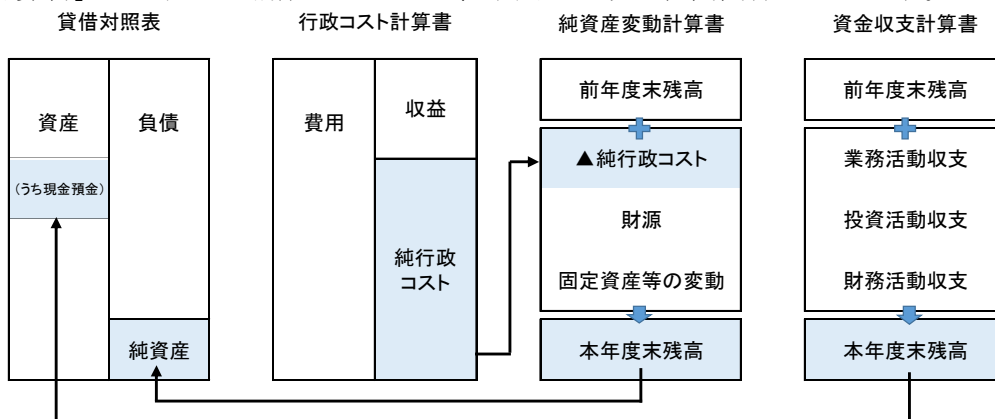 貸借対照表
資産
負債
(うち現金預金)
純資産
行政コスト計算書
費用
収益
純行政
コスト
純資産変動計算書
前年度末残高
▲純行政コスト
財源
固定資産等の変動
本年度末残高
資金収支計算書
前年度末残高
業務活動収支
投資活動収支
財務活動収支
本年度末残高